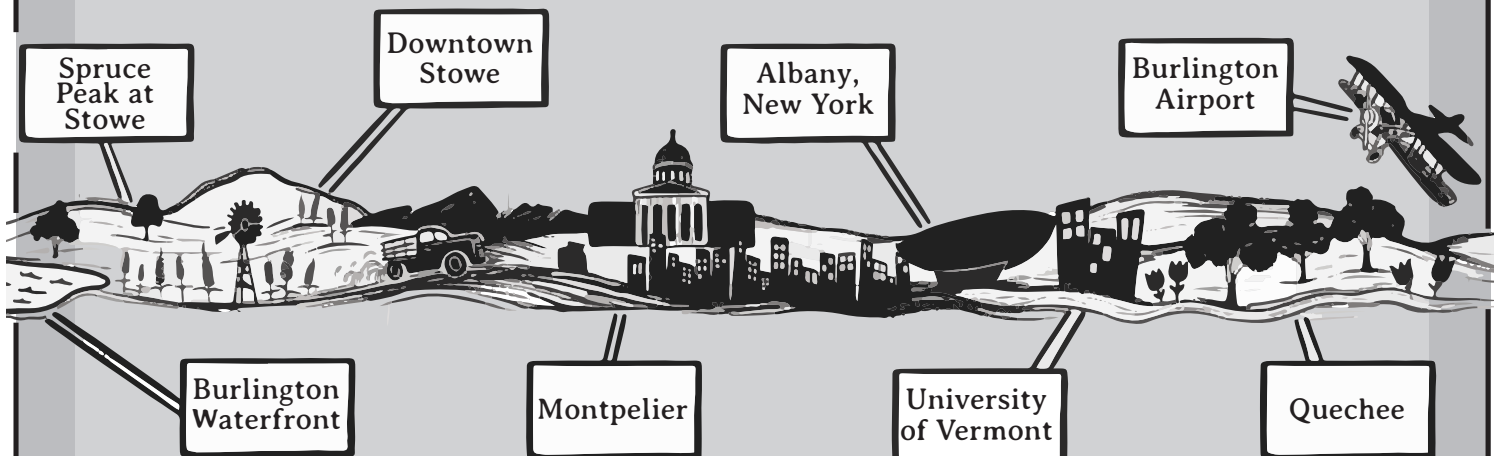 Spruce
Peak at
Stowe
Downtown
Stowe
Albany,
New York
Burlington
Airport
Burlington
Waterfront
Montpelier
University
of Vermont
Quechee